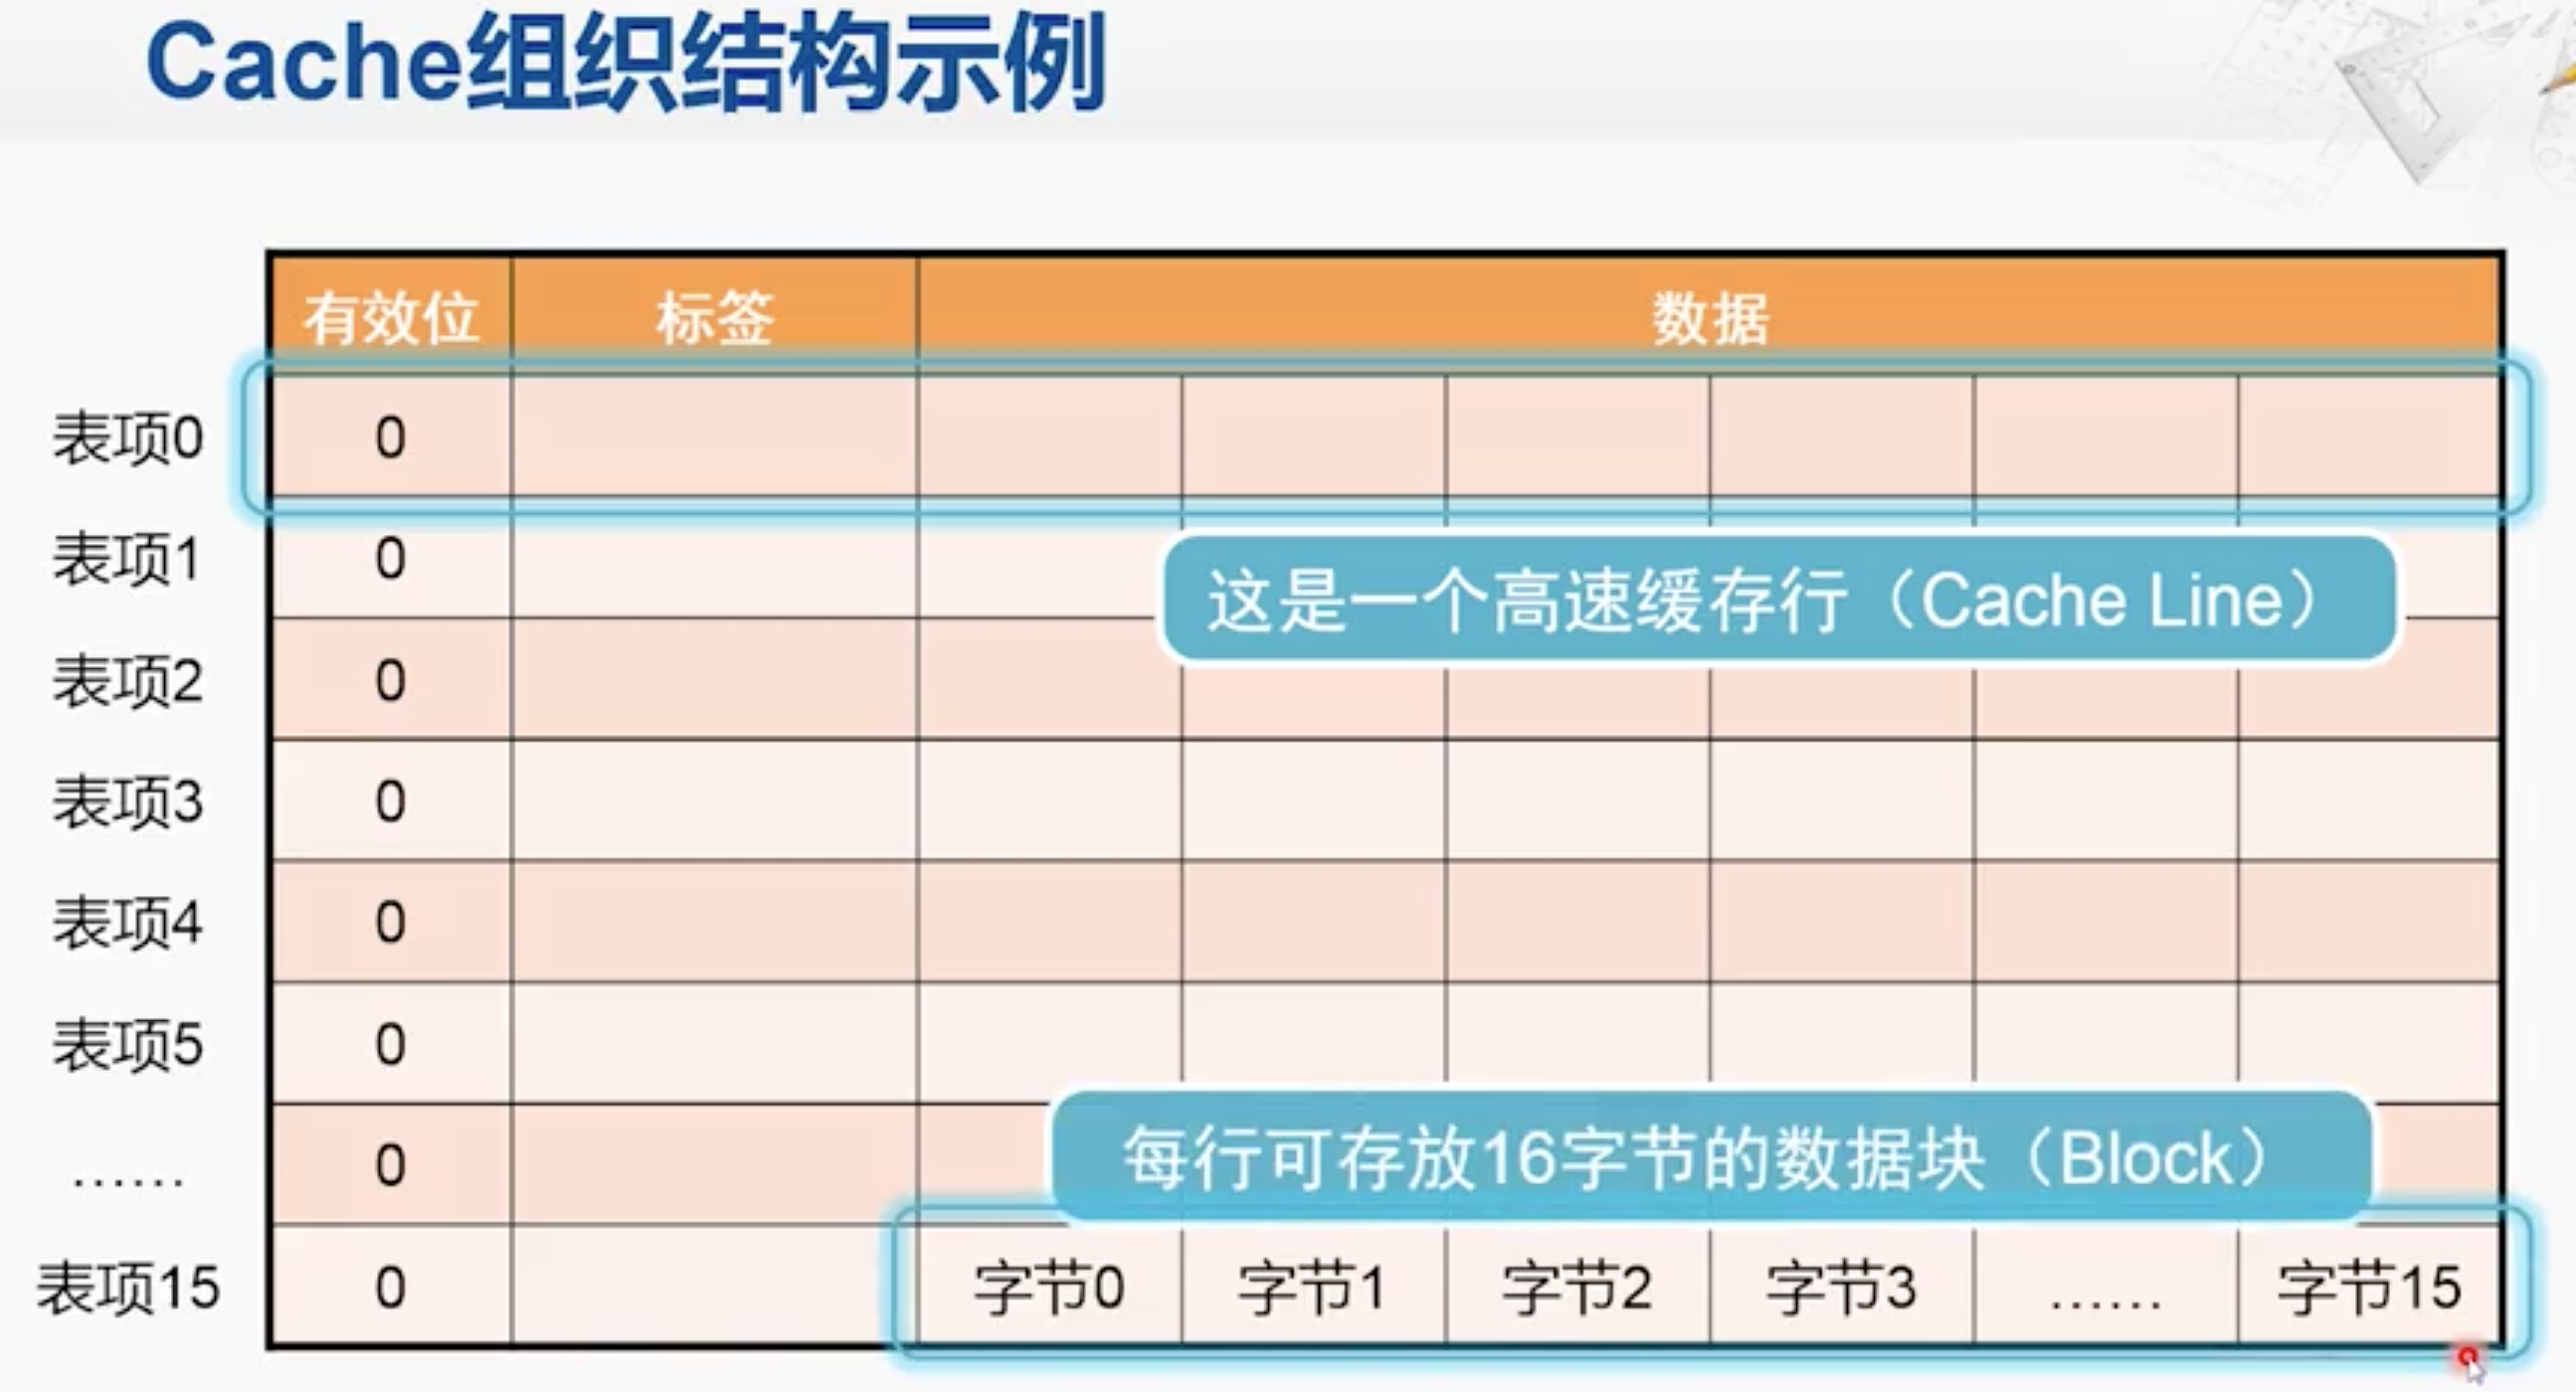 Cache组织结构示例
有效位 标签 数据
表项0 0
表项1 0
这是一个高速缓存行（Cache Line）
表项2 0
表项3 0
表项4 0
表项5 0
每行可存放16字节的数据块（Block）
…… 0
表项15 0 字节0 字节1 字节2 字节3 …… 字节15